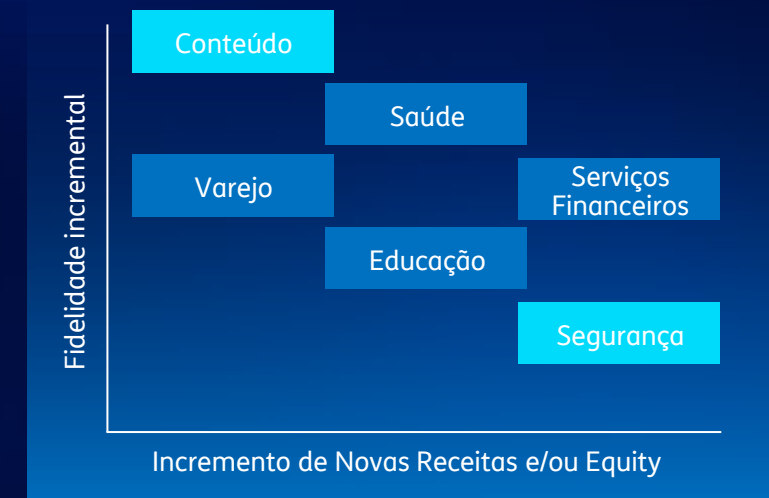 Conteúdo
Saúde
Varejo
Serviços
Financeiros
Educação
Segurança
Fidelidade incremental
Incremento de Novas Receitas e/ou Equity